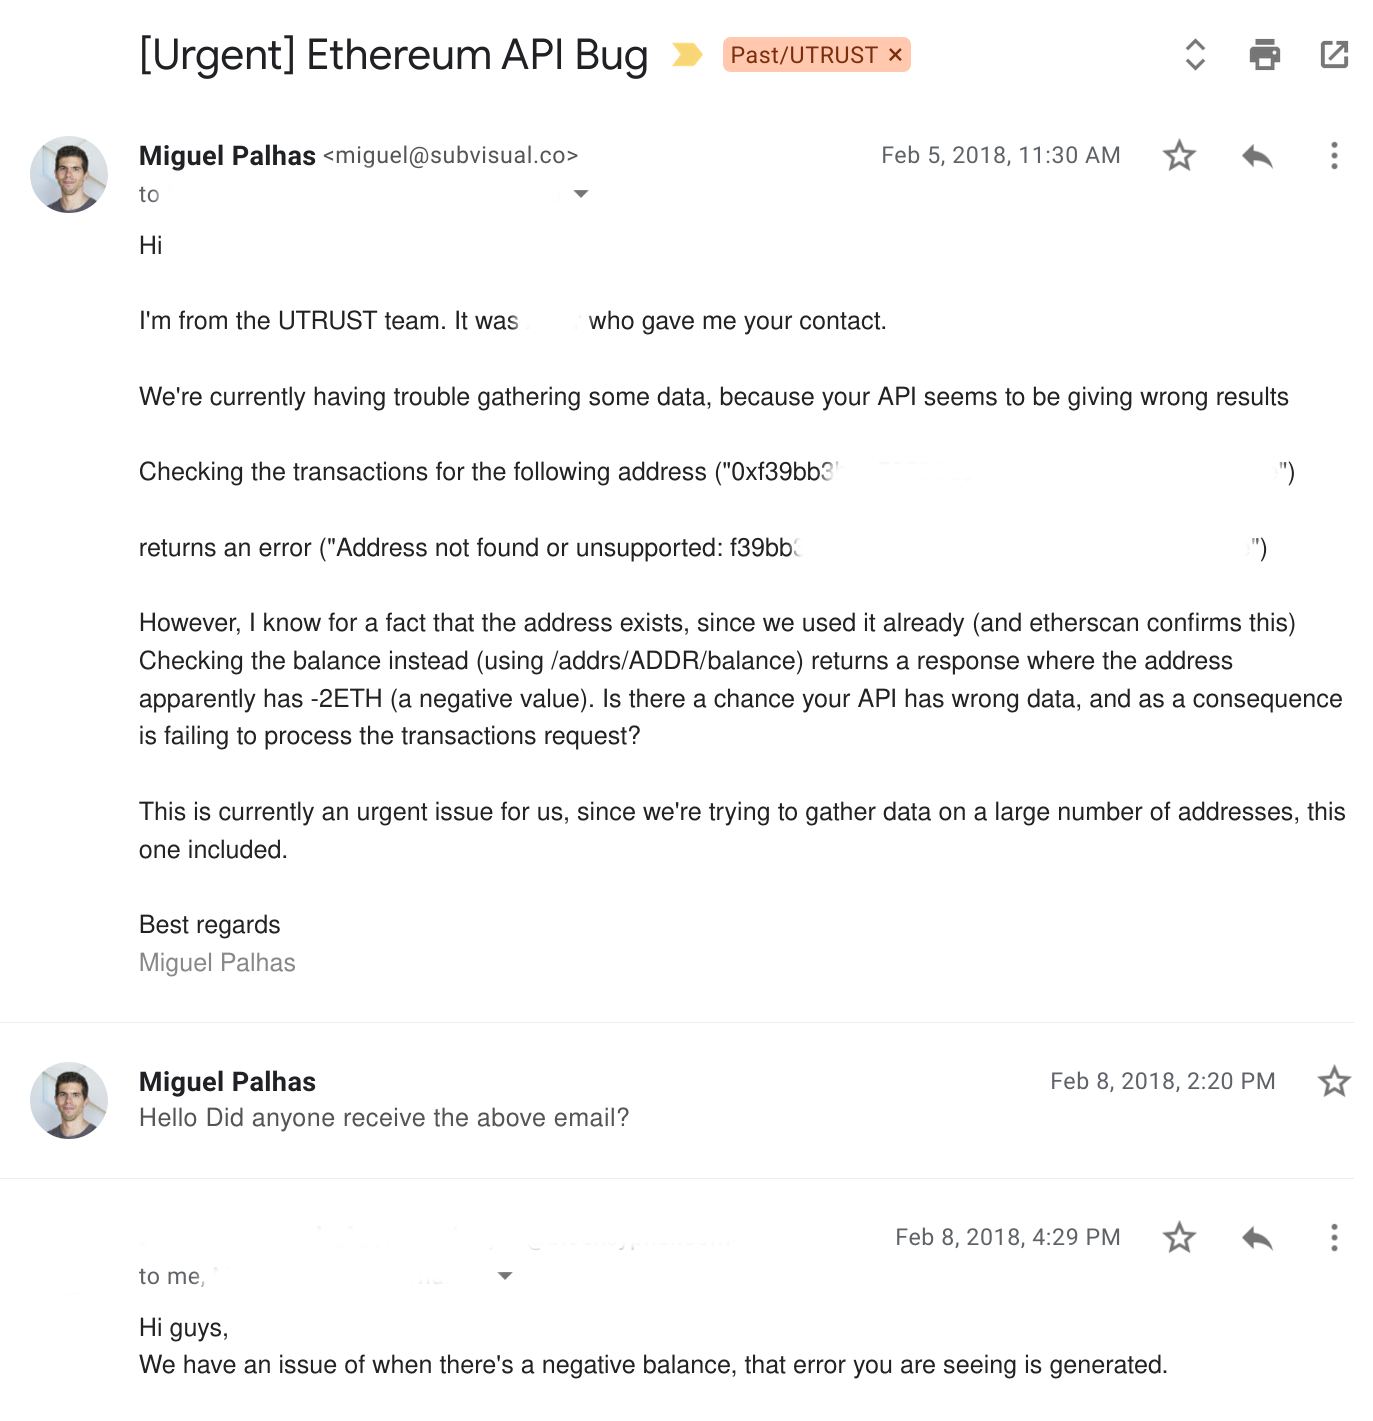 [Urgent] Ethereum API Bug Past/UTRUST ×
Miguel Palhas <miguel@subvisual.co> Feb 5, 2018, 11:30 AM
to
Hi
I'm from the UTRUST team. It was who gave me your contact.
We're currently having trouble gathering some data, because your API seems to be giving wrong results
Checking the transactions for the following address ("0xf39bb3 ")
returns an error ("Address not found or unsupported: f39bb ")
However, I know for a fact that the address exists, since we used it already (and etherscan confirms this)
Checking the balance instead (using /addrs/ADDR/balance) returns a response where the address
apparently has -2ETH (a negative value). Is there a chance your API has wrong data, and as a consequence
is failing to process the transactions request?
This is currently an urgent issue for us, since we're trying to gather data on a large number of addresses, this
one included.
Best regards
Miguel Palhas
Miguel Palhas Feb 8, 2018, 2:20 PM
Hello Did anyone receive the above email?
Feb 8, 2018, 4:29 PM
to me,
Hi guys,
We have an issue of when there's a negative balance, that error you are seeing is generated.